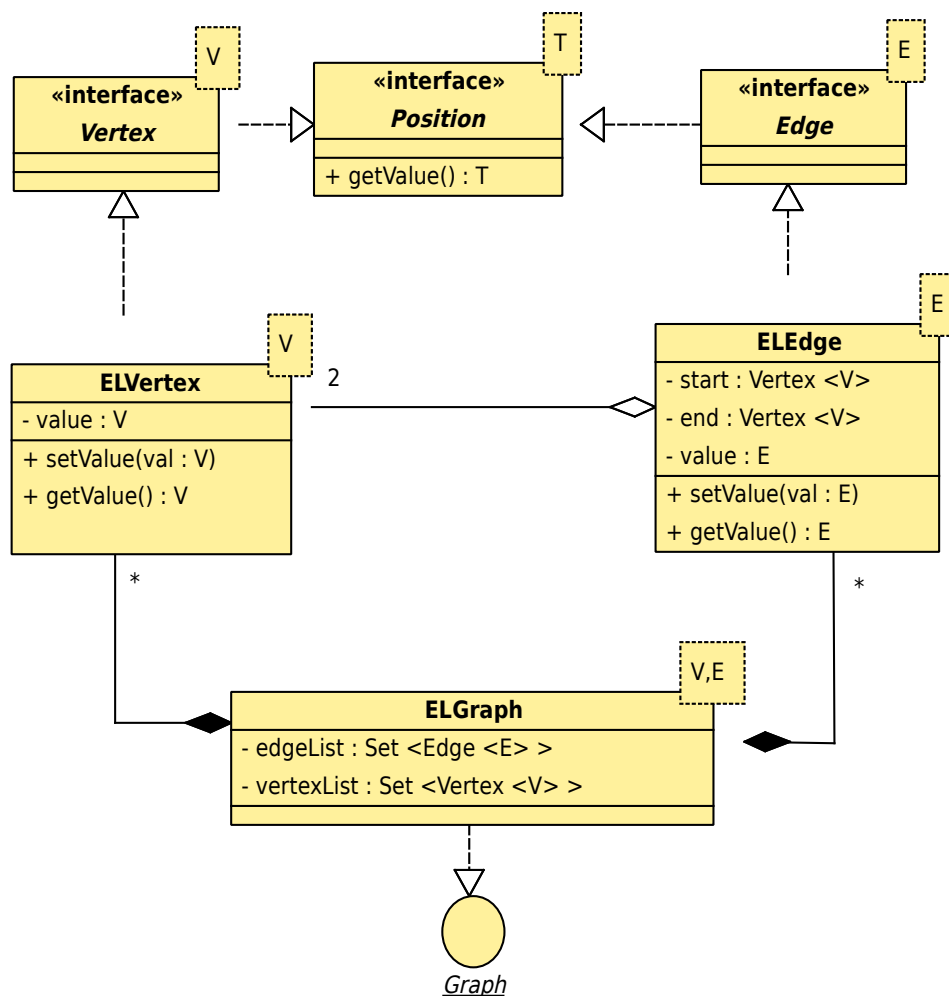 V
«interface»
Vertex
T
«interface»
Position
+ getValue() : T
E
«interface»
Edge
V
ELVertex
- value : V
+ setValue(val : V)
+ getValue() : V
2
E
ELEdge
- start : Vertex <V>
- end : Vertex <V>
- value : E
+ setValue(val : E)
+ getValue() : E
*
*
V,E
ELGraph
- edgeList : Set <Edge <E> >
- vertexList : Set <Vertex <V> >
Graph